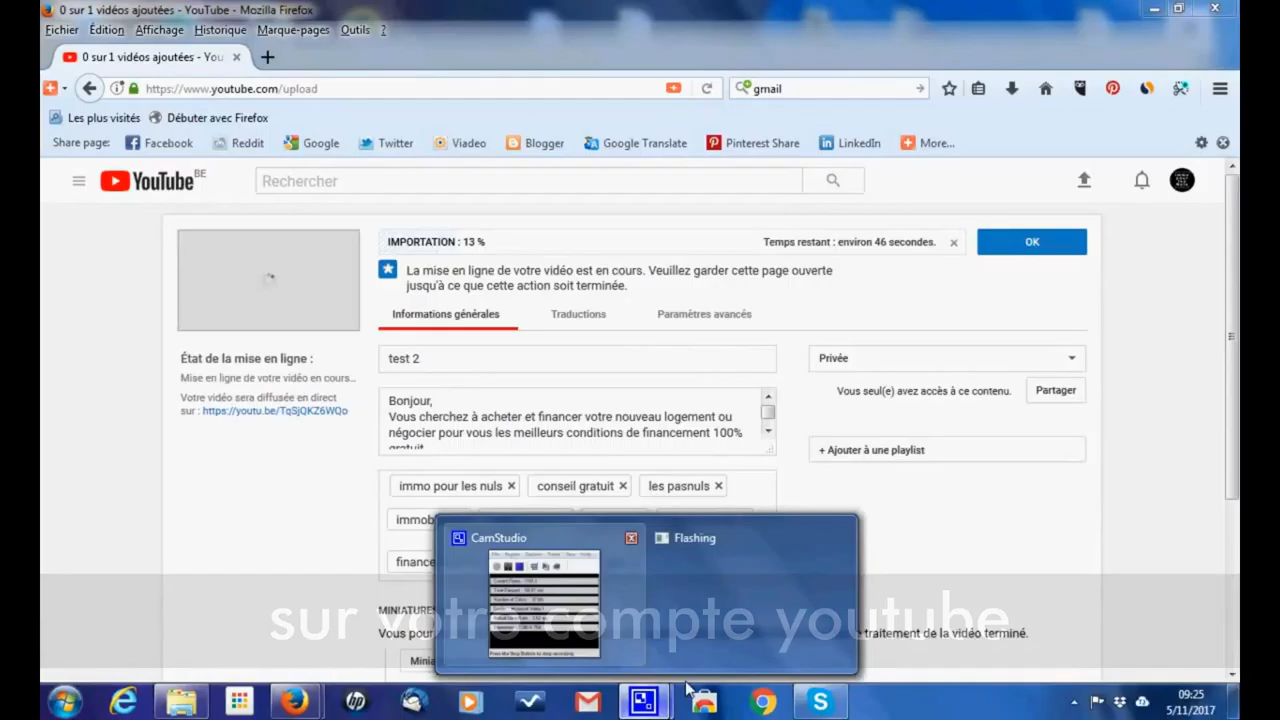 0 sur 1 vidéos ajoutées - YouTube - Mozilla Firefox
Fichier Édition Affichage Historique Marque-pages Outils ?
0 sur 1 vidéos ajoutées - You
https://www.youtube.com/upload
gmail
Les plus visités Débuter avec Firefox
Share page: Facebook Reddit Google Twitter Viadeo Blogger Google Translate Pinterest Share LinkedIn More...
YouTube BE
Rechercher
IMPORTATION : 13 %
Temps restant : environ 46 secondes.
OK
La mise en ligne de votre vidéo est en cours. Veuillez garder cette page ouverte
jusqu'à ce que cette action soit terminée.
Informations générales Traductions Paramètres avancés
État de la mise en ligne :
Mise en ligne de votre vidéo en cours...
Votre vidéo sera diffusée en direct
sur : https://youtu.be/TqSjQKZ6WQo
test 2
Bonjour,
Vous cherchez à acheter et financer votre nouveau logement ou
négocier pour vous les meilleurs conditions de financement 100%
gratuit
Privée
Vous seul(e) avez accès à ce contenu.
Partager
+ Ajouter à une playlist
immo pour les nuls conseil gratuit les pasnuls
immob
finance
CamStudio
Flashing
MINIATURES
Vous pour
traitement de la vidéo terminé.
Minia
sur votre compte youtube
09:25
5/11/2017